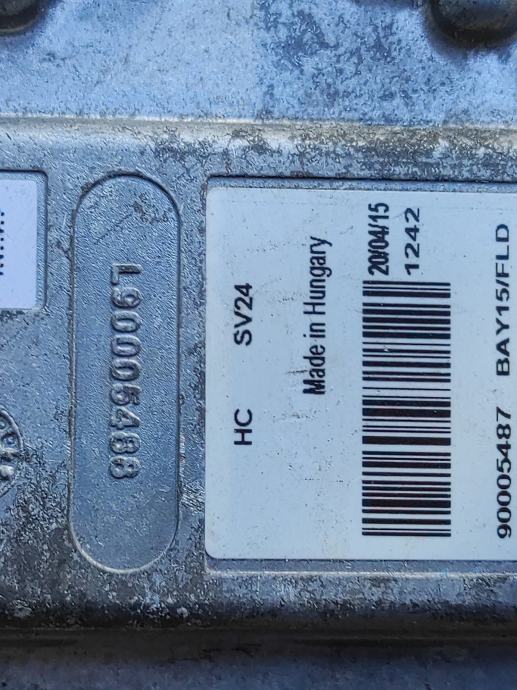 L90005488
HC SV24
Made in Hungary
20/04/15
1242
90005487 BAY15/FLD